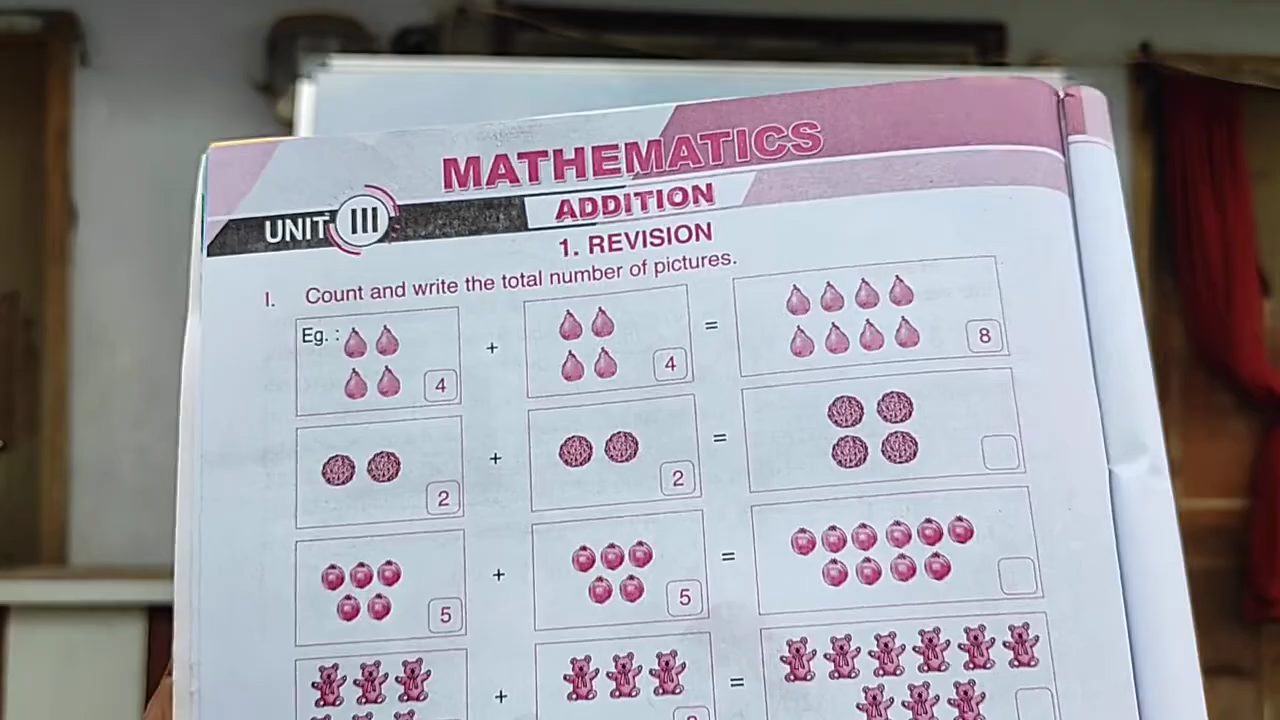 MATHEMATICS
UNIT III
ADDITION
1. REVISION
I. Count and write the total number of pictures.
Eg. :
4 + 4 = 8
2 + 2 =
5 + 5 =
+ =